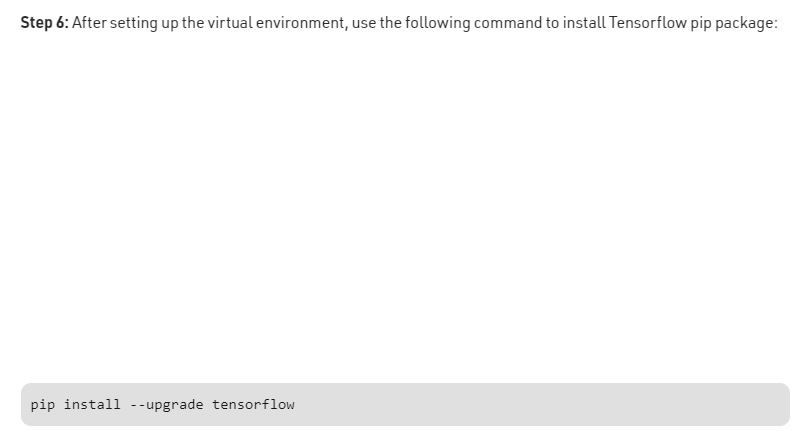 Step 6: After setting up the virtual environment, use the following command to install Tensorflow pip package:
pip install --upgrade tensorflow